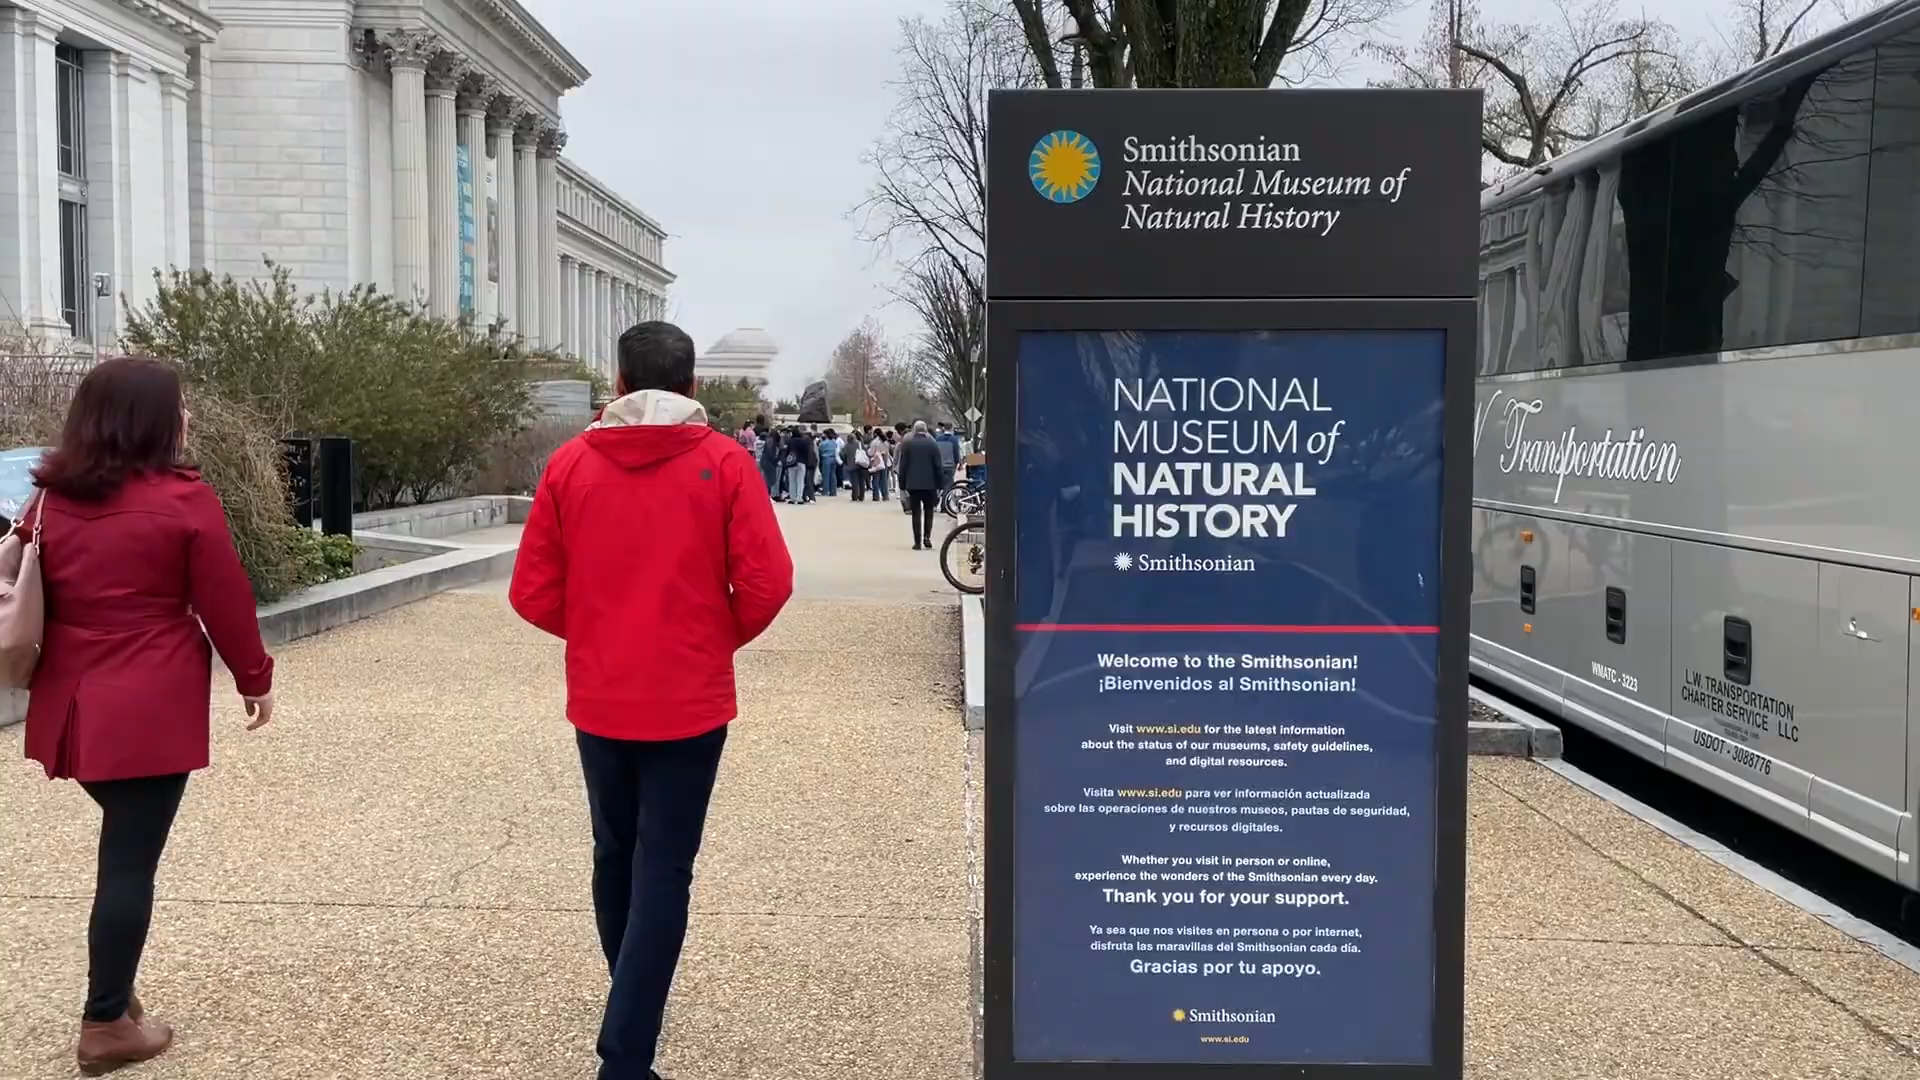 Smithsonian
National Museum of
Natural History
NATIONAL
MUSEUM of
NATURAL
HISTORY
Smithsonian
Welcome to the Smithsonian!
¡Bienvenidos al Smithsonian!
Visit www.si.edu for the latest information
about the status of our museums, safety guidelines,
and digital resources.
Visita www.si.edu para ver información actualizada
sobre las operaciones de nuestros museos, pautas de seguridad,
y recursos digitales.
Whether you visit in person or online,
experience the wonders of the Smithsonian every day.
Thank you for your support.
Ya sea que nos visites en persona o por internet,
disfruta las maravillas del Smithsonian cada día.
Gracias por tu apoyo.
Smithsonian
www.si.edu
Transportation
WMATC - 3223
L.W. TRANSPORTATION
CHARTER SERVICE LLC
USDOT - 3088776